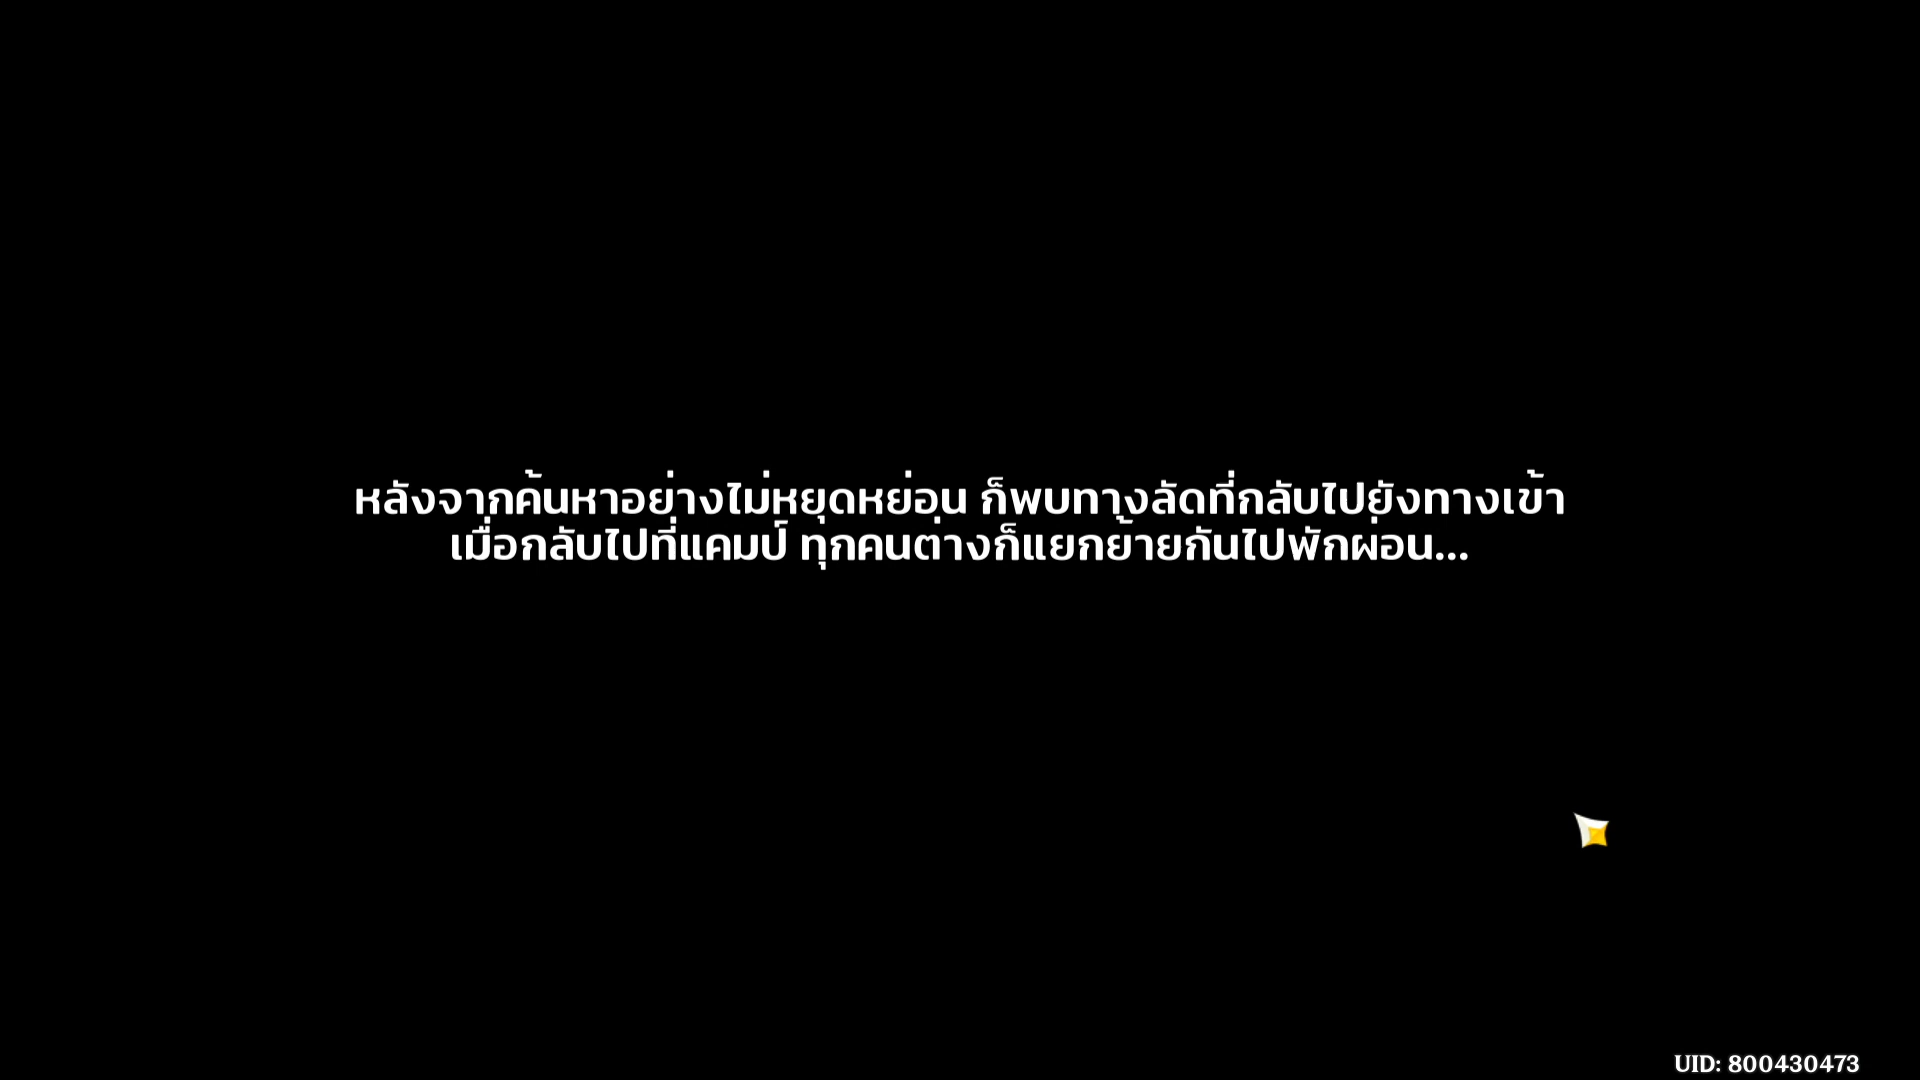 หลังจากค้นหาอย่างไม่หยุดหย่อน ก็พบทางลัดที่กลับไปยังทางเข้า
เมื่อกลับไปที่แคมป์ ทุกคนต่างก็แยกย้ายกันไปพักผ่อน...
UID: 800430473